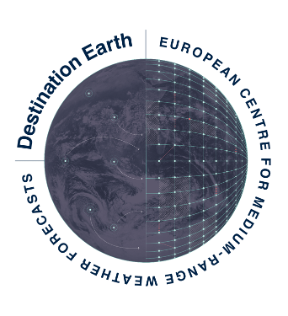 Destination Earth
EUROPEAN CENTRE FOR MEDIUM-RANGE WEATHER FORECASTS